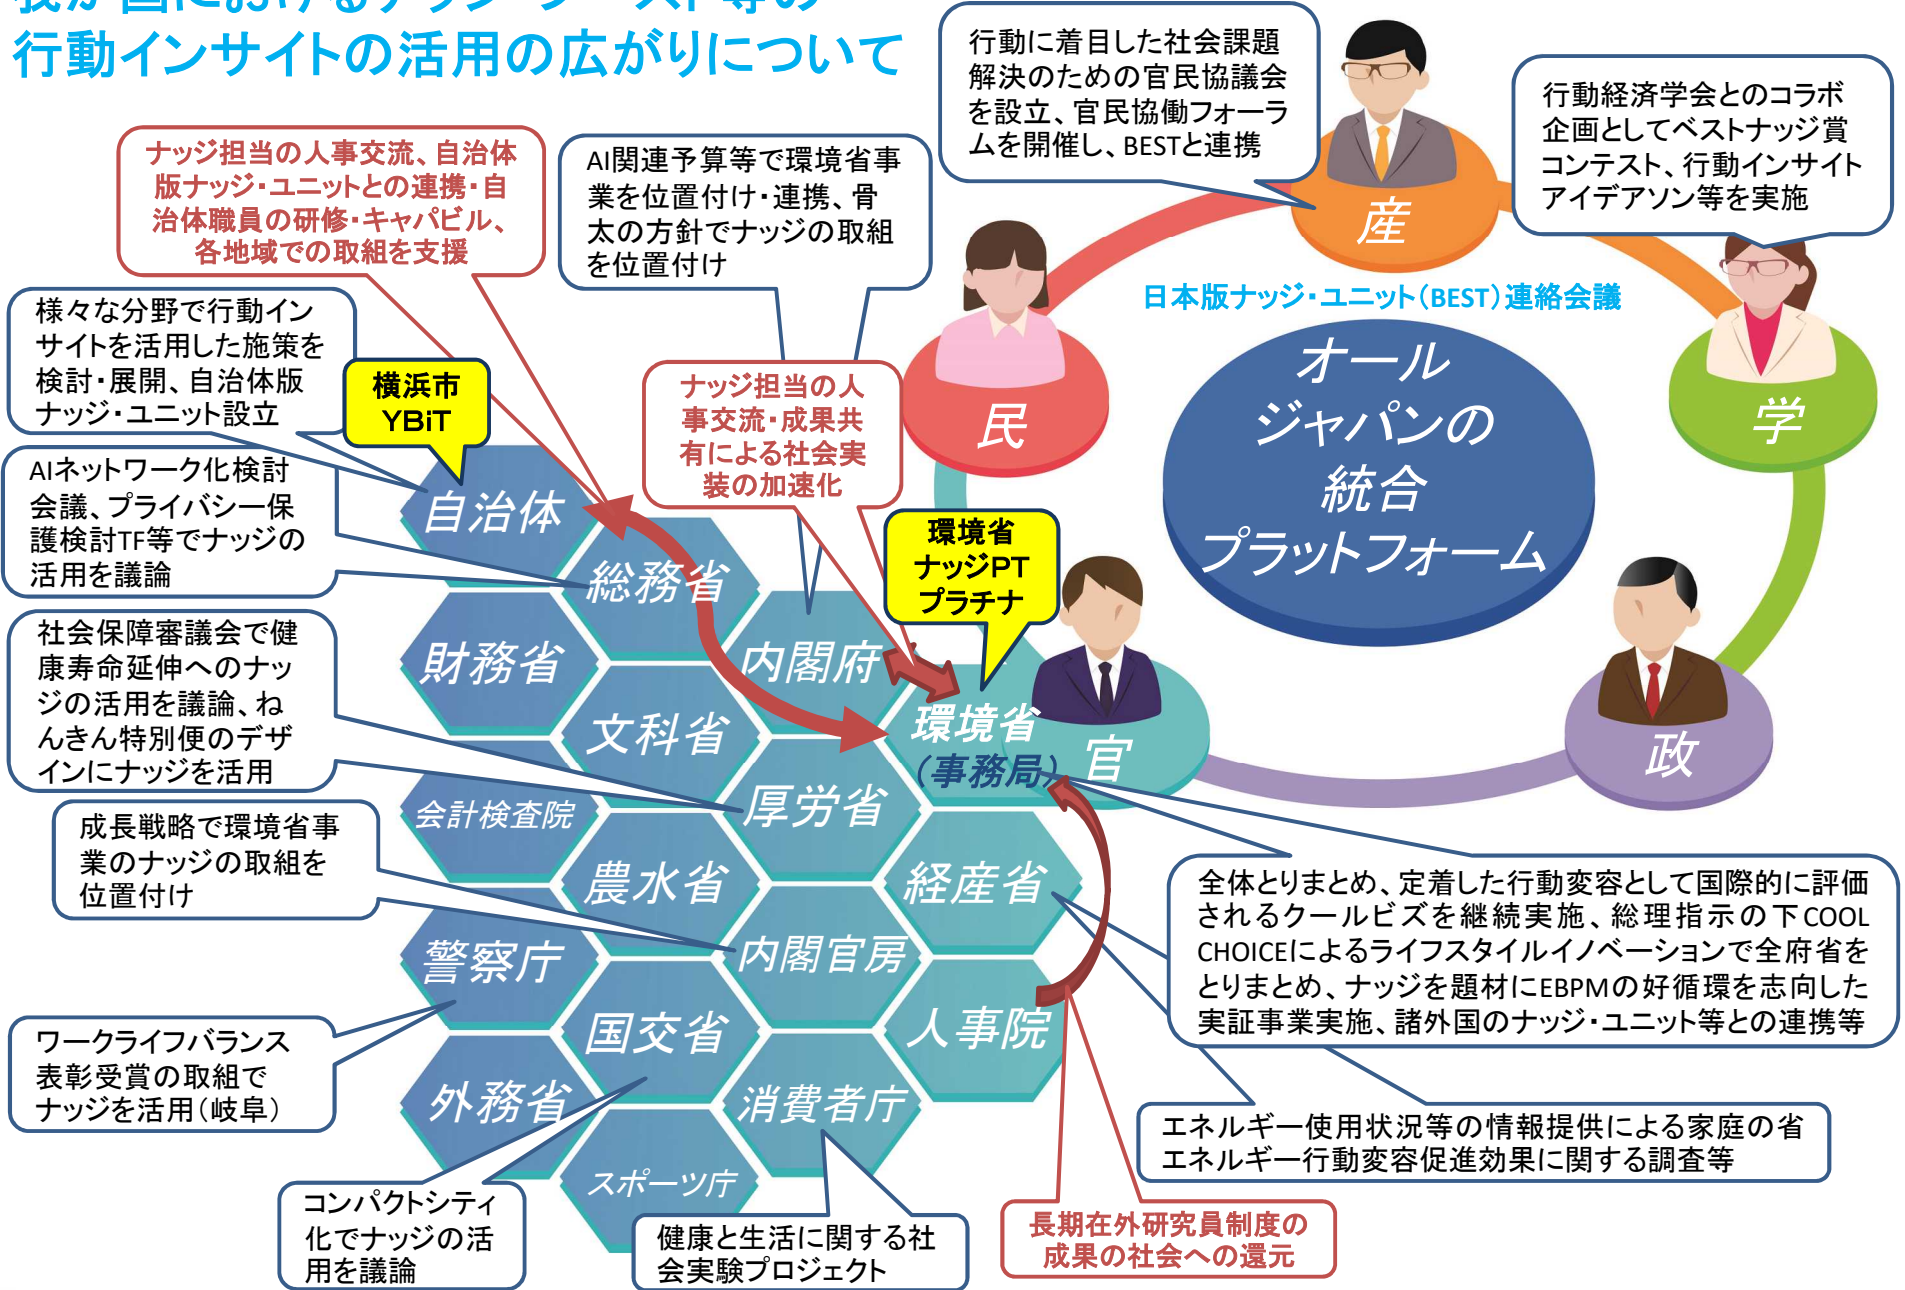 我が国におけるナッジ・ブースト等の
行動インサイトの活用の広がりについて
行動に着目した社会課題
解決のための官民協議会
を設立、官民協働フォーラ
ムを開催し、BESTと連携
行動経済学会とのコラボ
企画としてベストナッジ賞
コンテスト、行動インサイト
アイデアソン等を実施
ナッジ担当の人事交流、自治体
版ナッジ・ユニットとの連携・自
治体職員の研修・キャパビル、
各地域での取組を支援
AI関連予算等で環境省事
業を位置付け・連携、骨
太の方針でナッジの取組
を位置付け
産
日本版ナッジ・ユニット(BEST)連絡会議
様々な分野で行動イン
サイトを活用した施策を
検討・展開、自治体版
ナッジ・ユニット設立
横浜市
YBiT
ナッジ担当の人
事交流・成果共
有による社会実
装の加速化
民
オール
ジャパンの
統合
プラットフォーム
学
AIネットワーク化検討
会議、プライバシー保
護検討TF等でナッジの
活用を議論
自治体
総務省
環境省
ナッジPT
プラチナ
社会保障審議会で健
康寿命延伸へのナッ
ジの活用を議論、ね
んきん特別便のデザ
インにナッジを活用
財務省
内閣府
文科省
環境省
(事務局)
官
政
会計検査院
厚労省
成長戦略で環境省事
業のナッジの取組を
位置付け
農水省
経産省
全体とりまとめ、定着した行動変容として国際的に評価
されるクールビズを継続実施、総理指示の下COOL
CHOICEによるライフスタイルイノベーションで全府省を
とりまとめ、ナッジを題材にEBPMの好循環を志向した
実証事業実施、諸外国のナッジ・ユニット等との連携等
警察庁
内閣官房
国交省
人事院
ワークライフバランス
表彰受賞の取組で
ナッジを活用(岐阜)
外務省
消費者庁
エネルギー使用状況等の情報提供による家庭の省
エネルギー行動変容促進効果に関する調査等
スポーツ庁
コンパクトシティ
化でナッジの活
用を議論
健康と生活に関する社
会実験プロジェクト
長期在外研究員制度の
成果の社会への還元